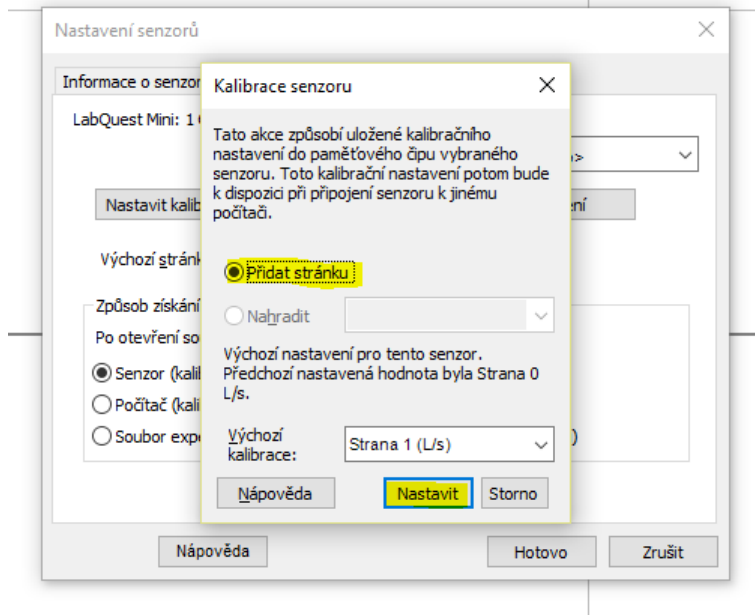 Nastavení senzorů
Informace o senzor
LabQuest Mini: 1
Nastavit kalib
ní
Výchozí stránk
Způsob získání
Po otevření so
Senzor (kalib
Počítač (kali
Soubor expe
)
Nápověda
Hotovo
Zrušit
Kalibrace senzoru
Tato akce způsobí uložené kalibračního
nastavení do paměťového čipu vybraného
senzoru. Toto kalibrační nastavení potom bude
k dispozici při připojení senzoru k jinému
počítači.
Přidat stránku
Nahradit
Výchozí nastavení pro tento senzor.
Předchozí nastavená hodnota byla Strana 0
L/s.
Výchozí
kalibrace:
Strana 1 (L/s)
Nápověda
Nastavit
Storno